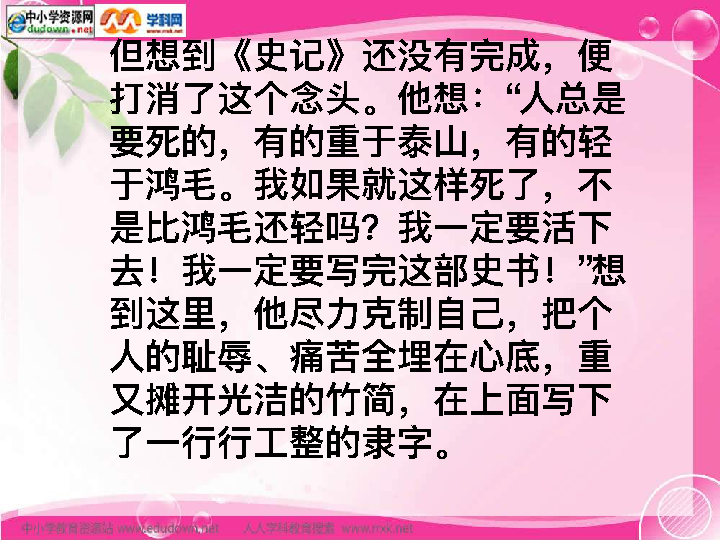 中小学资源网
dudown.net
学科网
www.nxk.net
但想到《史记》还没有完成，便
打消了这个念头。他想：“人总是
要死的，有的重于泰山，有的轻
于鸿毛。我如果就这样死了，不
是比鸿毛还轻吗？我一定要活下
去！我一定要写完这部史书！”想
到这里，他尽力克制自己，把个
人的耻辱、痛苦全埋在心底，重
又摊开光洁的竹简，在上面写下
了一行行工整的隶字。
中小学教育资源站 www.edudown.net 人人学科教育搜索 www.rrxk.net